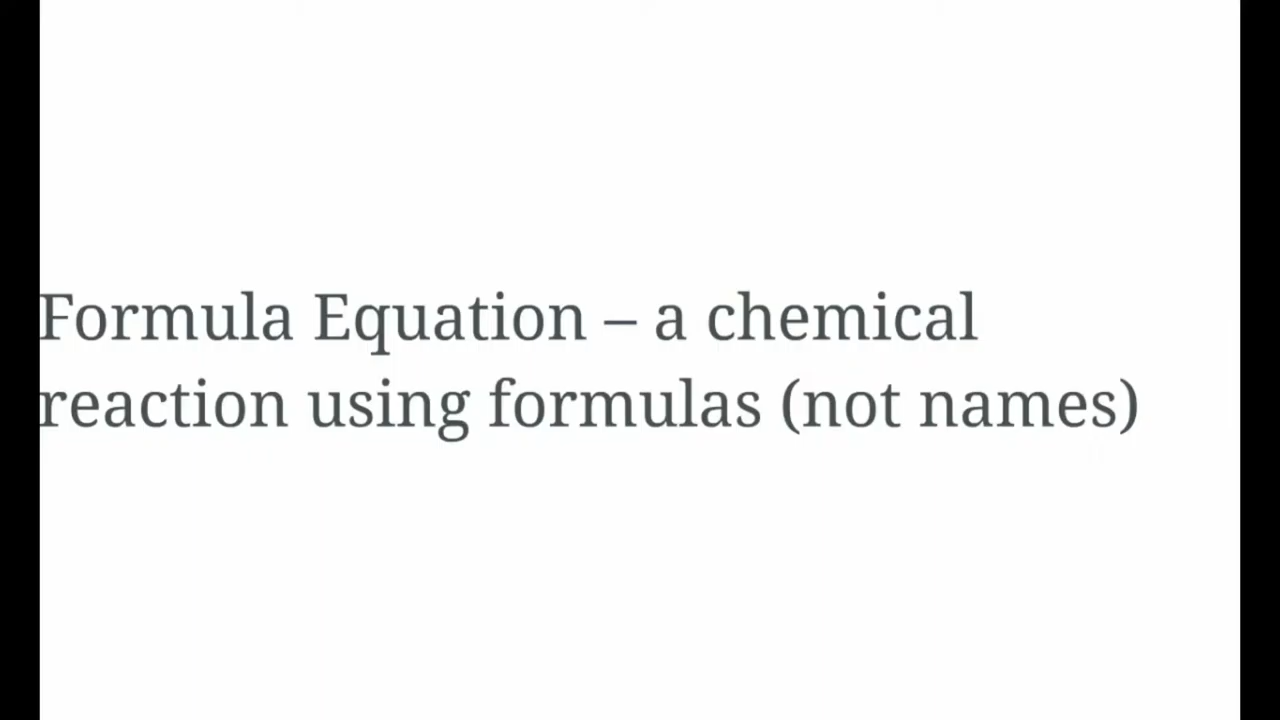 Formula Equation – a chemical
reaction using formulas (not names)